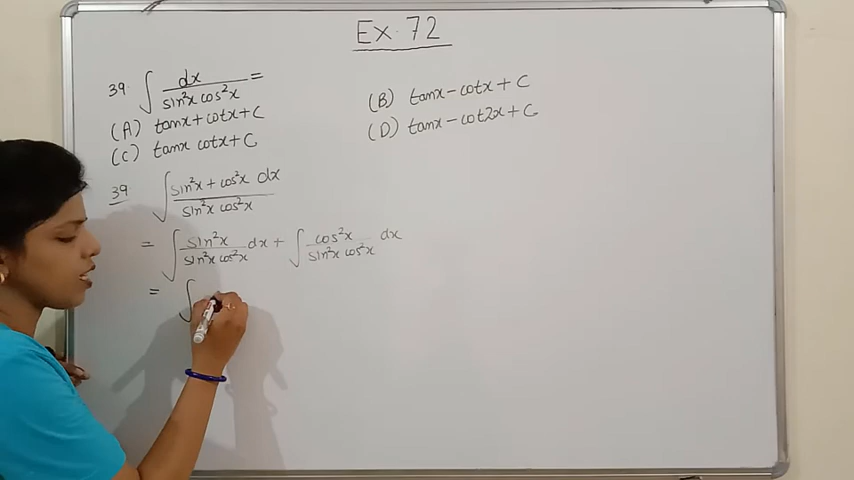 Ex. 72
39. ∫ dx / sin²x cos²x =
(A) tanx + cotx + C
(B) tanx - cotx + C
(C) tanx cotx + C
(D) tanx - cot2x + C
39 ∫ sin²x + cos²x dx / sin²x cos²x
= ∫ sin²x / sin²x cos²x dx + ∫ cos²x / sin²x cos²x dx
= ∫